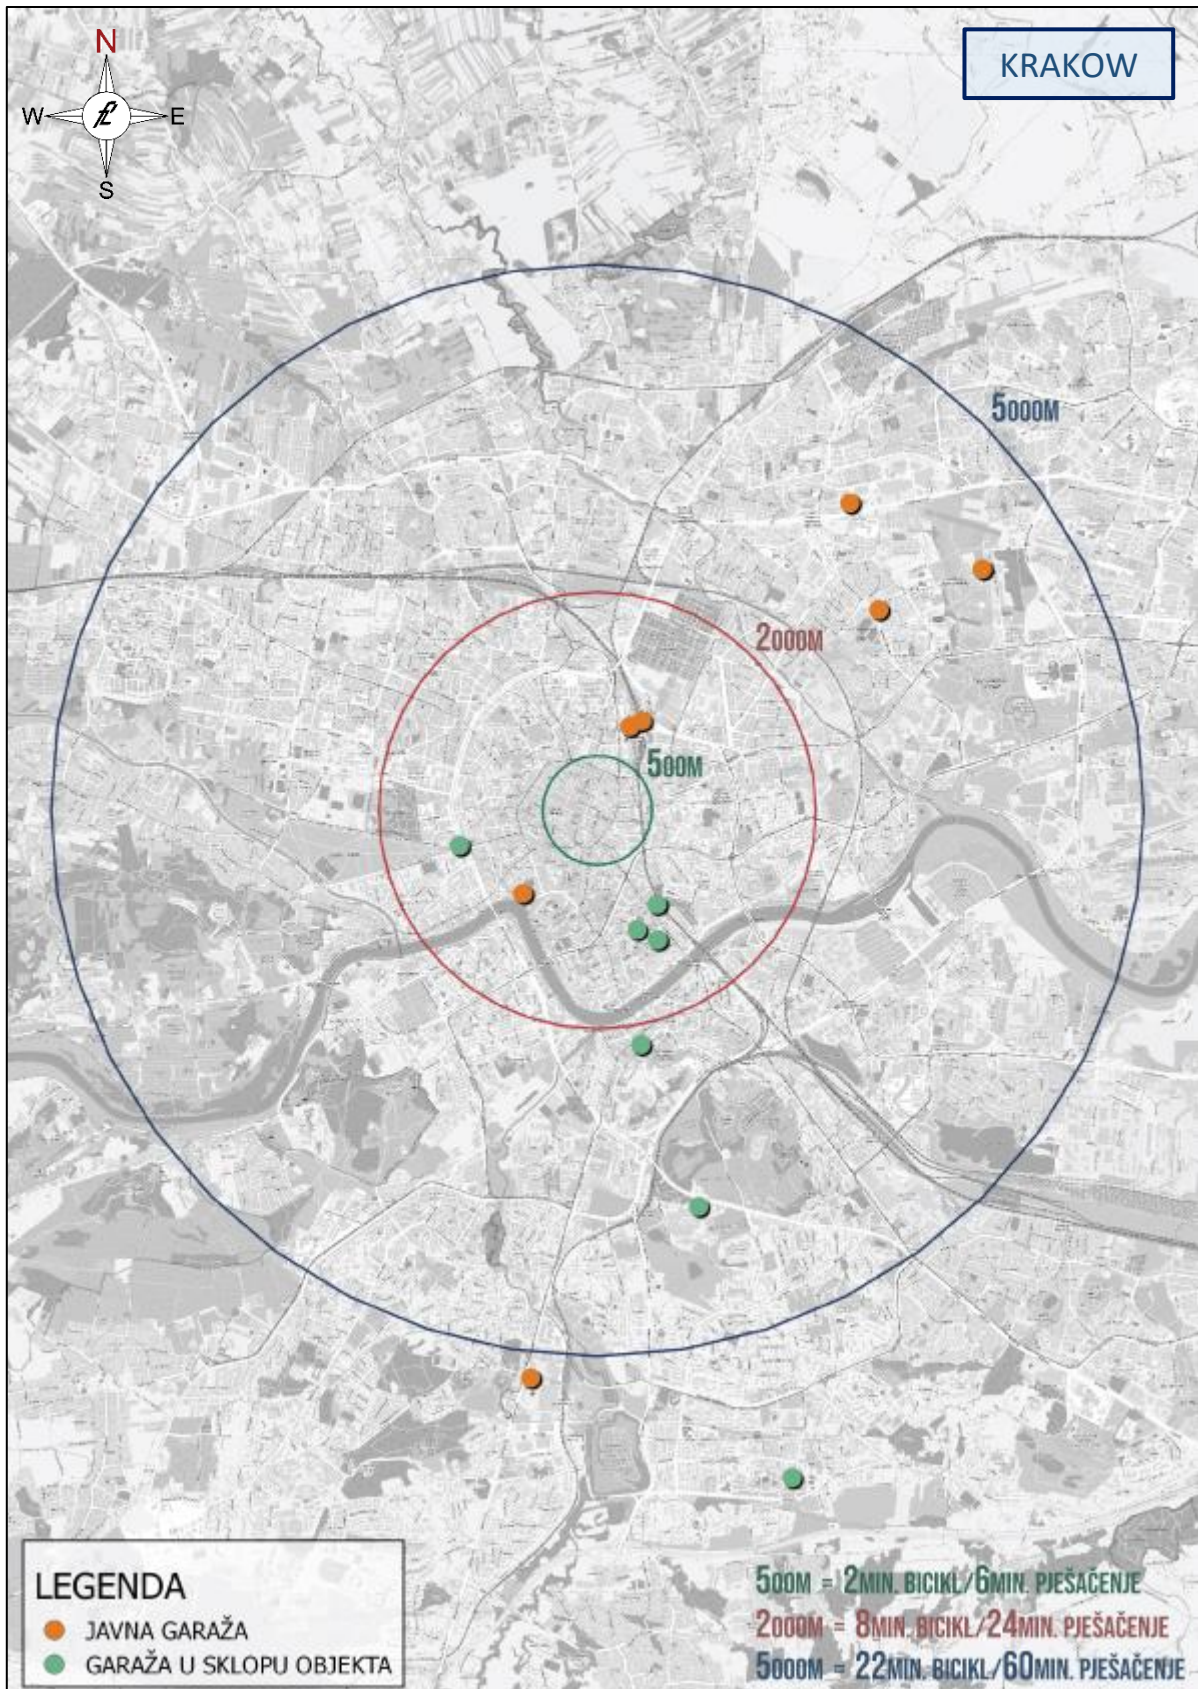 N
KRAKOW
W
E
S
5000M
2000M
500M
LEGENDA
JAVNA GARAŽA
GARAŽA U SKLOPU OBJEKTA
500M = 2MIN. BICIKL/6MIN. PJEŠAČENJE
2000M = 8MIN. BICIKL/24MIN. PJEŠAČENJE
5000M = 22MIN. BICIKL/60MIN. PJEŠAČENJE